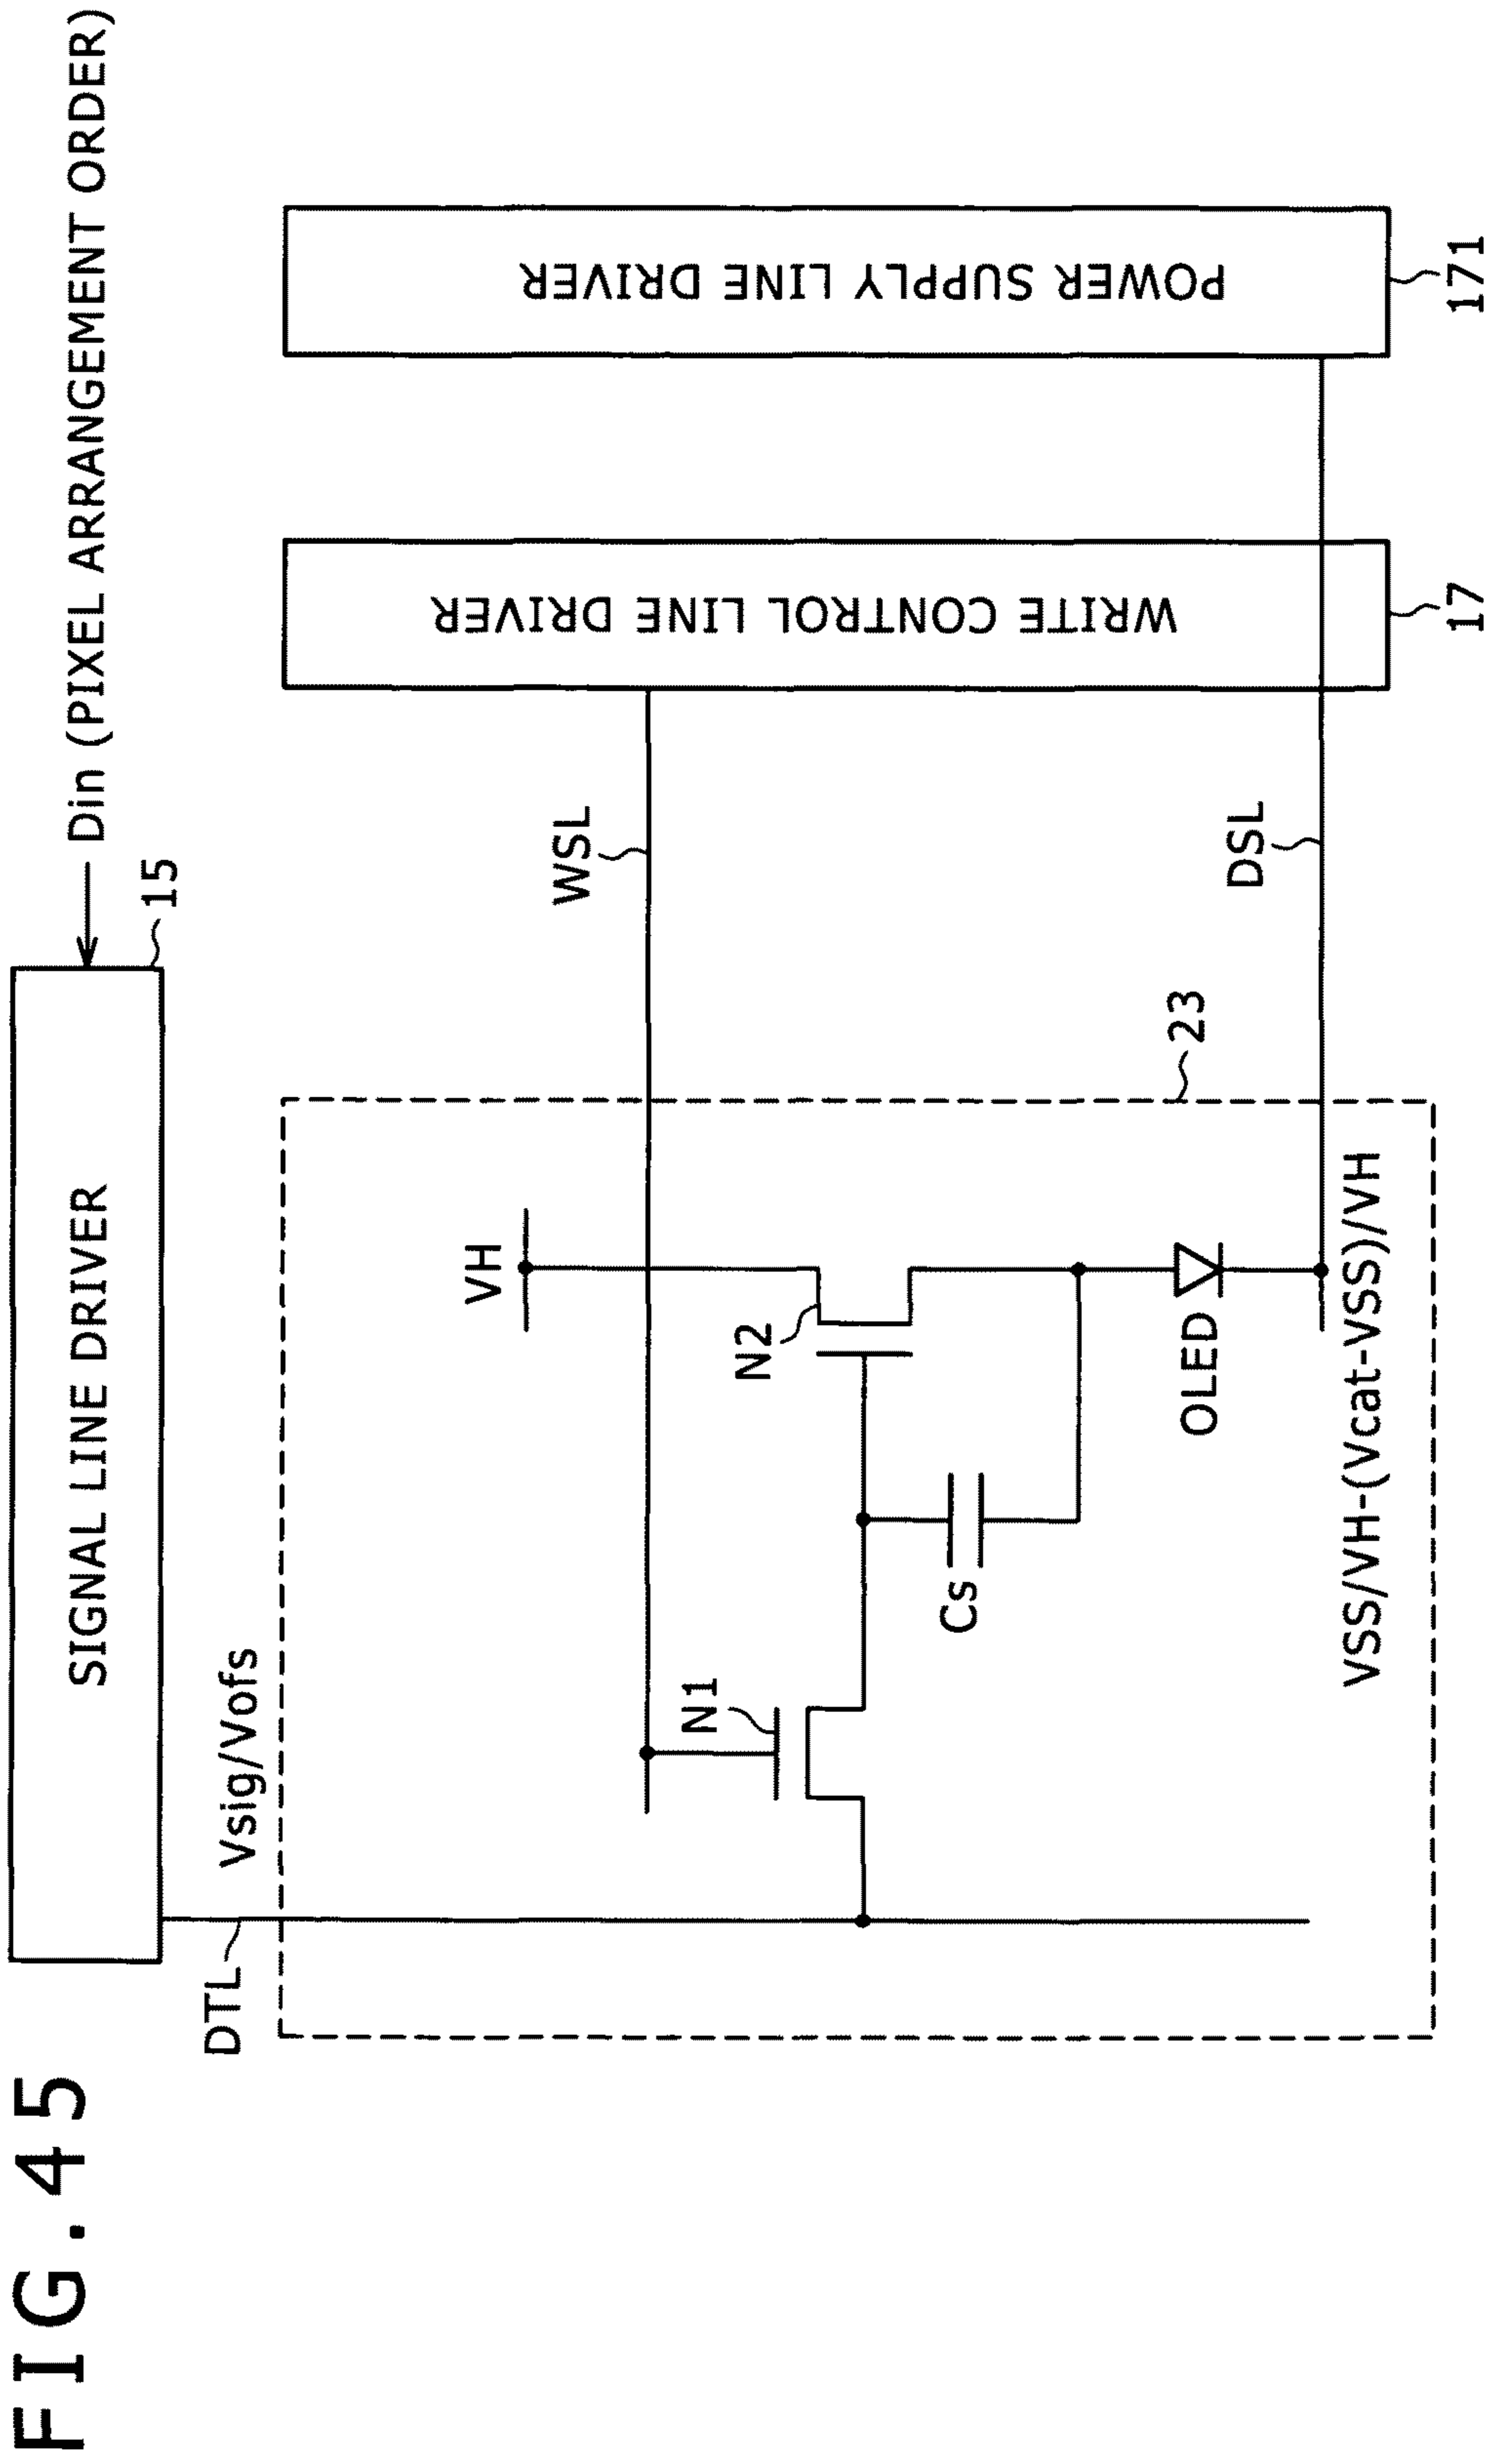 FIG.45
SIGNAL LINE DRIVER
Din (PIXEL ARRANGEMENT ORDER)
15
DTL
Vsig/Vofs
VH
WSL
N1
N2
Cs
OLED
23
DSL
VSS/VH-(Vcat-VSS)/VH
WRITE CONTROL LINE DRIVER
17
POWER SUPPLY LINE DRIVER
171